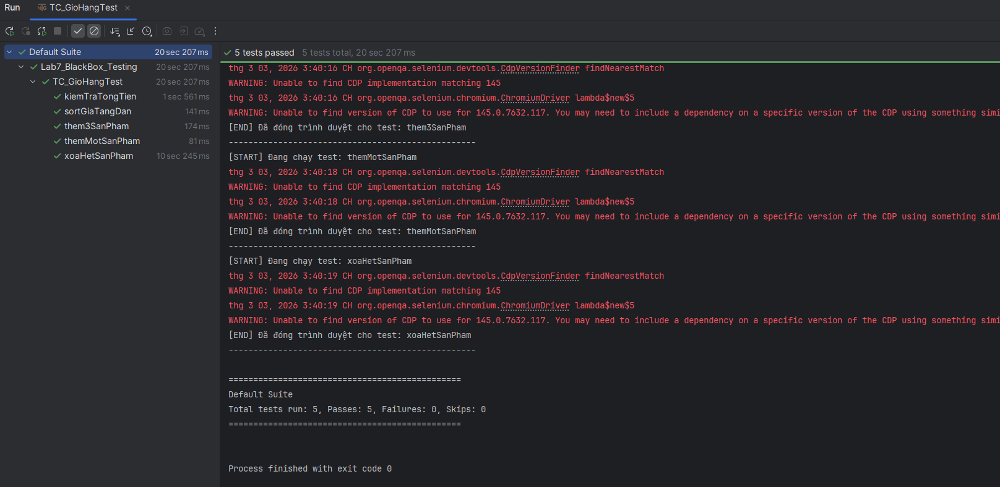 Run TC_GioHangTest
Default Suite 20 sec 207 ms
Lab7_BlackBox_Testing 20 sec 207 ms
TC_GioHangTest 20 sec 207 ms
kiemTraTongTien 1 sec 561 ms
sortGiaTangDan 141 ms
them3SanPham 174 ms
themMotSanPham 81 ms
xoaHetSanPham 10 sec 245 ms
5 tests passed 5 tests total, 20 sec 207 ms
thg 3 03, 2026 3:40:16 CH org.openqa.selenium.devtools.CdpVersionFinder findNearestMatch
WARNING: Unable to find CDP implementation matching 145
thg 3 03, 2026 3:40:16 CH org.openqa.selenium.chromium.ChromiumDriver lambda$new$5
WARNING: Unable to find version of CDP to use for 145.0.7632.117. You may need to include a dependency on a specific version of the CDP using something simi
[END] Đã đóng trình duyệt cho test: them3SanPham
--------------------------------------------------
[START] Đang chạy test: themMotSanPham
thg 3 03, 2026 3:40:18 CH org.openqa.selenium.devtools.CdpVersionFinder findNearestMatch
WARNING: Unable to find CDP implementation matching 145
thg 3 03, 2026 3:40:18 CH org.openqa.selenium.chromium.ChromiumDriver lambda$new$5
WARNING: Unable to find version of CDP to use for 145.0.7632.117. You may need to include a dependency on a specific version of the CDP using something simi
[END] Đã đóng trình duyệt cho test: themMotSanPham
--------------------------------------------------
[START] Đang chạy test: xoaHetSanPham
thg 3 03, 2026 3:40:19 CH org.openqa.selenium.devtools.CdpVersionFinder findNearestMatch
WARNING: Unable to find CDP implementation matching 145
thg 3 03, 2026 3:40:19 CH org.openqa.selenium.chromium.ChromiumDriver lambda$new$5
WARNING: Unable to find version of CDP to use for 145.0.7632.117. You may need to include a dependency on a specific version of the CDP using something simi
[END] Đã đóng trình duyệt cho test: xoaHetSanPham
--------------------------------------------------
===============================================
Default Suite
Total tests run: 5, Passes: 5, Failures: 0, Skips: 0
===============================================
Process finished with exit code 0